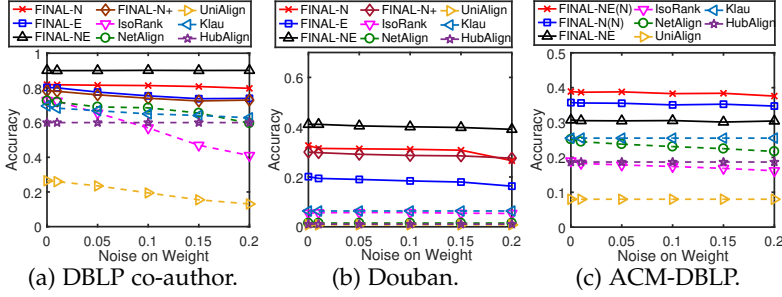 FINAL-N FINAL-N+ UniAlign
FINAL-E IsoRank Klau
FINAL-NE NetAlign HubAlign
1
0.8
0.6
0.4
0.2
0
Accuracy
0 0.05 0.1 0.15 0.2
Noise on Weight
(a) DBLP co-author.
FINAL-N FINAL-N+ UniAlign
FINAL-E IsoRank Klau
FINAL-NE NetAlign HubAlign
0.6
0.4
0.2
0
Accuracy
0 0.05 0.1 0.15 0.2
Noise on Weight
(b) Douban.
FINAL-NE(N) IsoRank Klau
FINAL-N(N) NetAlign HubAlign
FINAL-NE UniAlign
0.5
0.4
0.3
0.2
0.1
0
Accuracy
0 0.05 0.1 0.15 0.2
Noise on Weight
(c) ACM-DBLP.